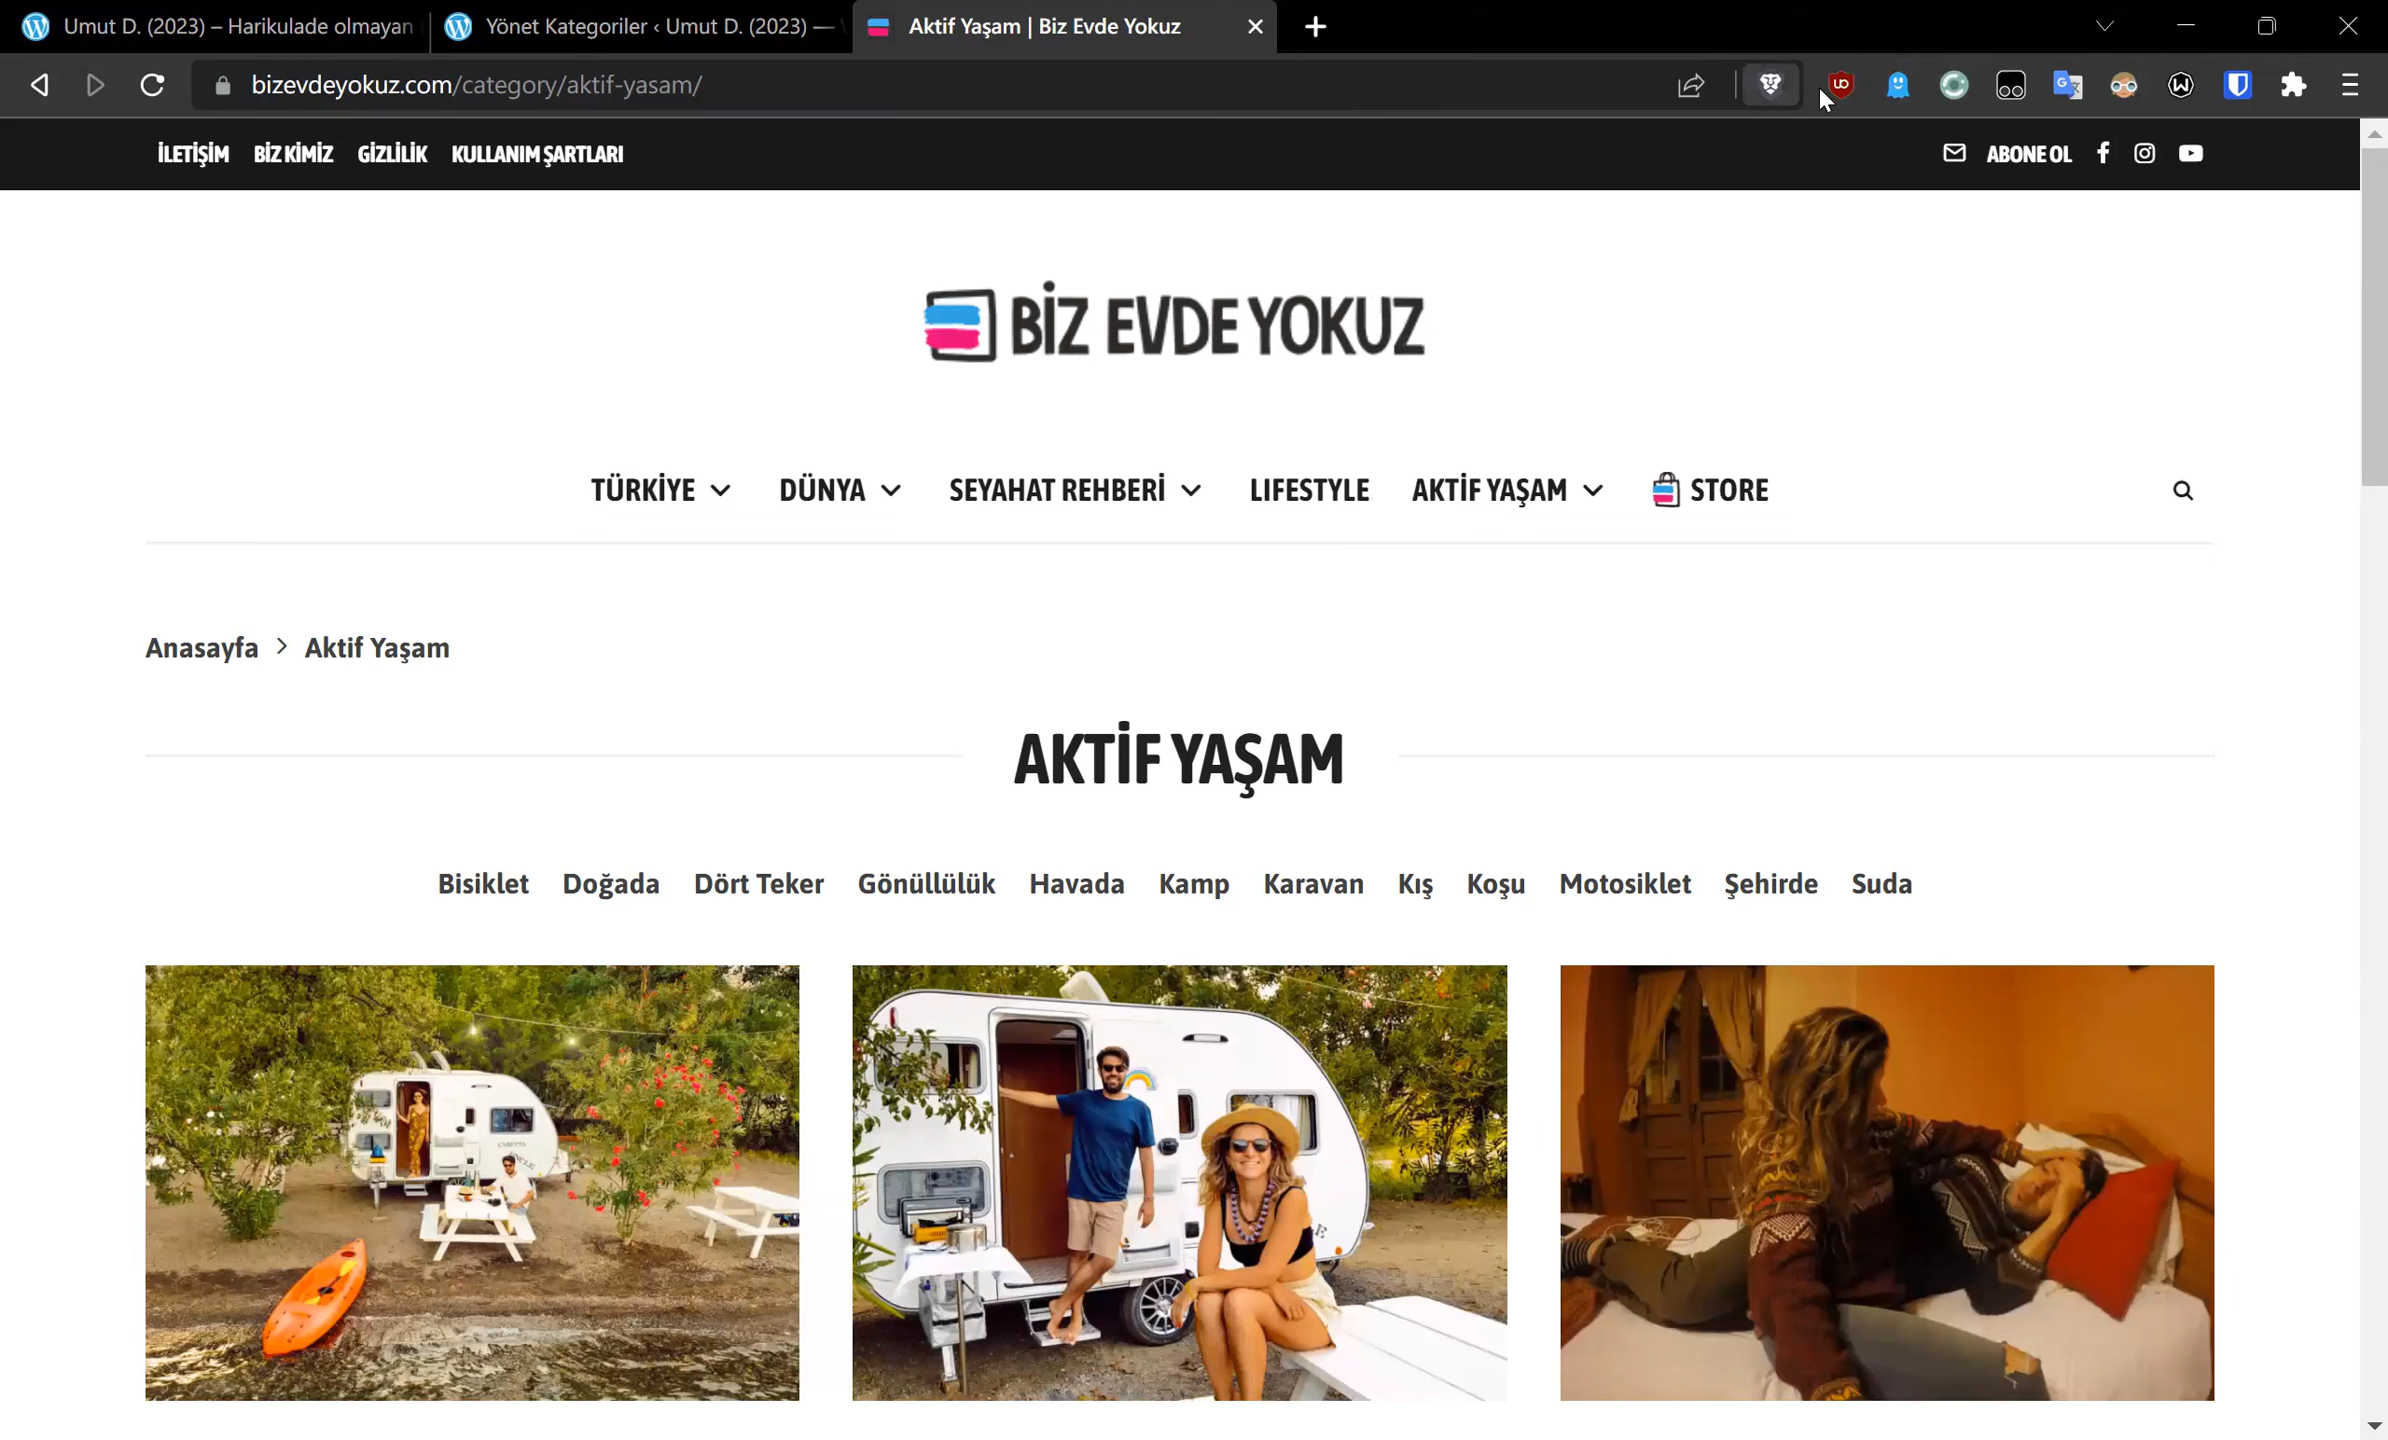 Umut D. (2023) – Harikulade olmayan
Yönet Kategoriler ‹ Umut D. (2023) —
Aktif Yaşam | Biz Evde Yokuz
bizevdeyokuz.com/category/aktif-yasam/
İLETİŞİM BİZ KİMİZ GİZLİLİK KULLANIM ŞARTLARI
ABONE OL
BİZ EVDE YOKUZ
TÜRKİYE DÜNYA SEYAHAT REHBERİ LIFESTYLE AKTİF YAŞAM STORE
Anasayfa > Aktif Yaşam
AKTİF YAŞAM
Bisiklet Doğada Dört Teker Gönüllülük Havada Kamp Karavan Kış Koşu Motosiklet Şehirde Suda